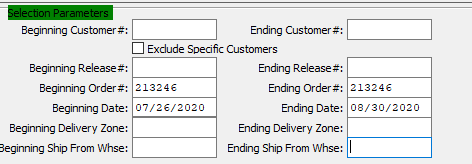 Selection Parameters
Beginning Customer#: Ending Customer#:
Exclude Specific Customers
Beginning Release#: Ending Release#:
Beginning Order#: 213246 Ending Order#: 213246
Beginning Date: 07/26/2020 Ending Date: 08/30/2020
Beginning Delivery Zone: Ending Delivery Zone:
Beginning Ship From Whse: Ending Ship From Whse: